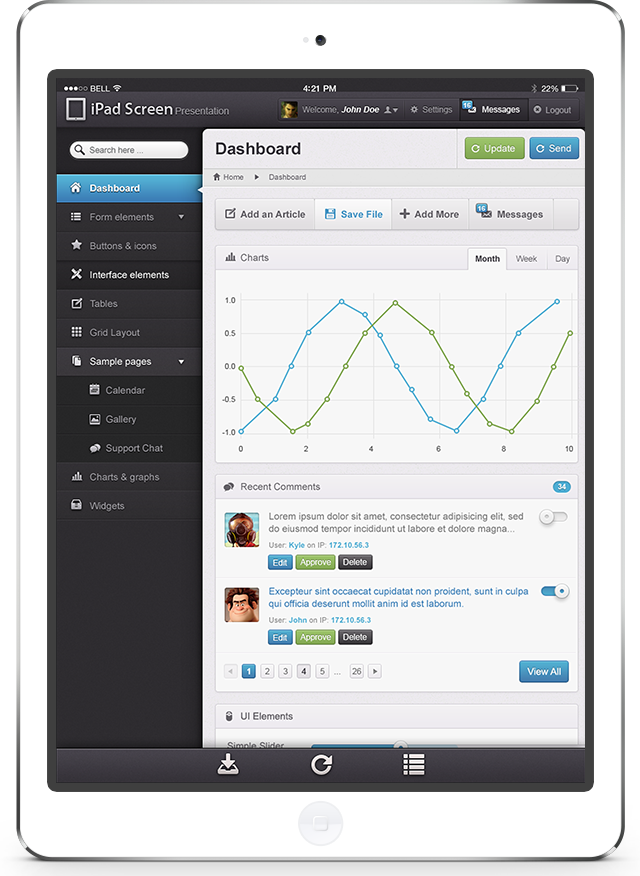 BELL 4:21 PM 22%
iPad Screen Presentation
Welcome, John Doe Settings 16 Messages Logout
Search here ...
Dashboard
Form elements
Buttons & icons
Interface elements
Tables
Grid Layout
Sample pages
Calendar
Gallery
Support Chat
Charts & graphs
Widgets
Dashboard
Update Send
Home Dashboard
Add an Article Save File Add More 16 Messages
Charts Month Week Day
1.0
0.5
0.0
0.5
-1.0
0 2 4 6 8 10
Recent Comments 34
Lorem ipsum dolor sit amet, consectetur adipisicing elit, sed
do eiusmod tempor incididunt ut labore et dolore magna...
User: Kyle on IP: 172.10.56.3
Edit Approve Delete
Excepteur sint occaecat cupidatat non proident, sunt in culpa
qui officia deserunt mollit anim id est laborum.
User: John on IP: 172.10.56.3
Edit Approve Delete
1 2 3 4 5 ... 26 View All
UI Elements
Simple Slider